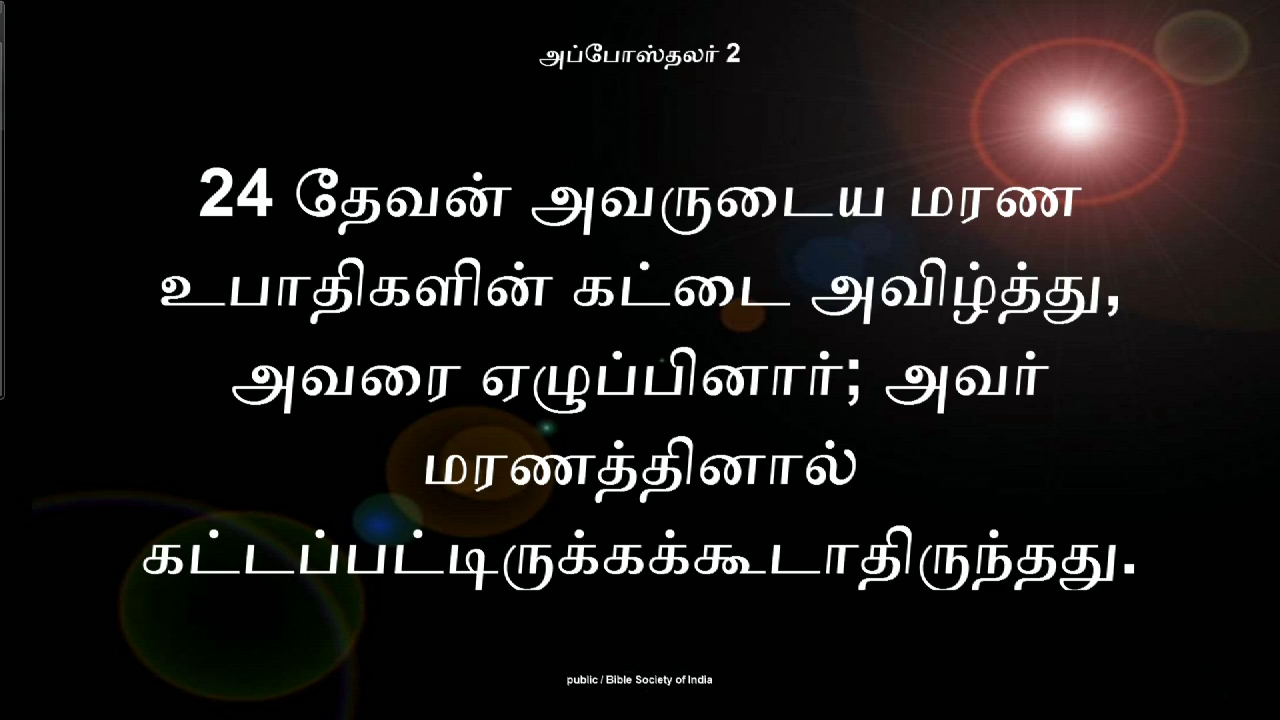 அப்போஸ்தலர் 2
24 தேவன் அவருடைய மரண
உபாதிகளின் கட்டை அவிழ்த்து,
அவரை ஏழுப்பினார்; அவர்
மரணத்தினால்
கட்டப்பட்டிருக்கக்கூடாதிருந்தது.
public / Bible Society of India